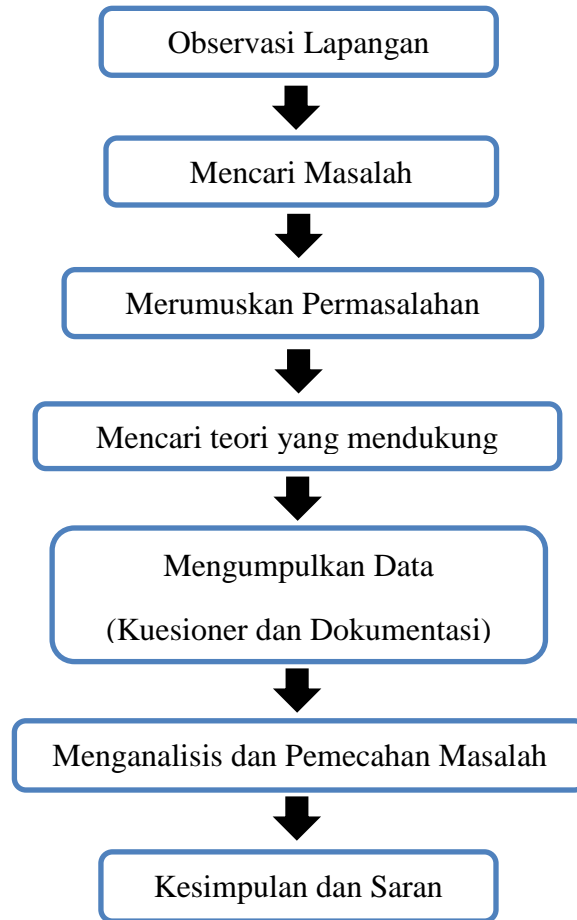 Observasi Lapangan
Mencari Masalah
Merumuskan Permasalahan
Mencari teori yang mendukung
Mengumpulkan Data
(Kuesioner dan Dokumentasi)
Menganalisis dan Pemecahan Masalah
Kesimpulan dan Saran